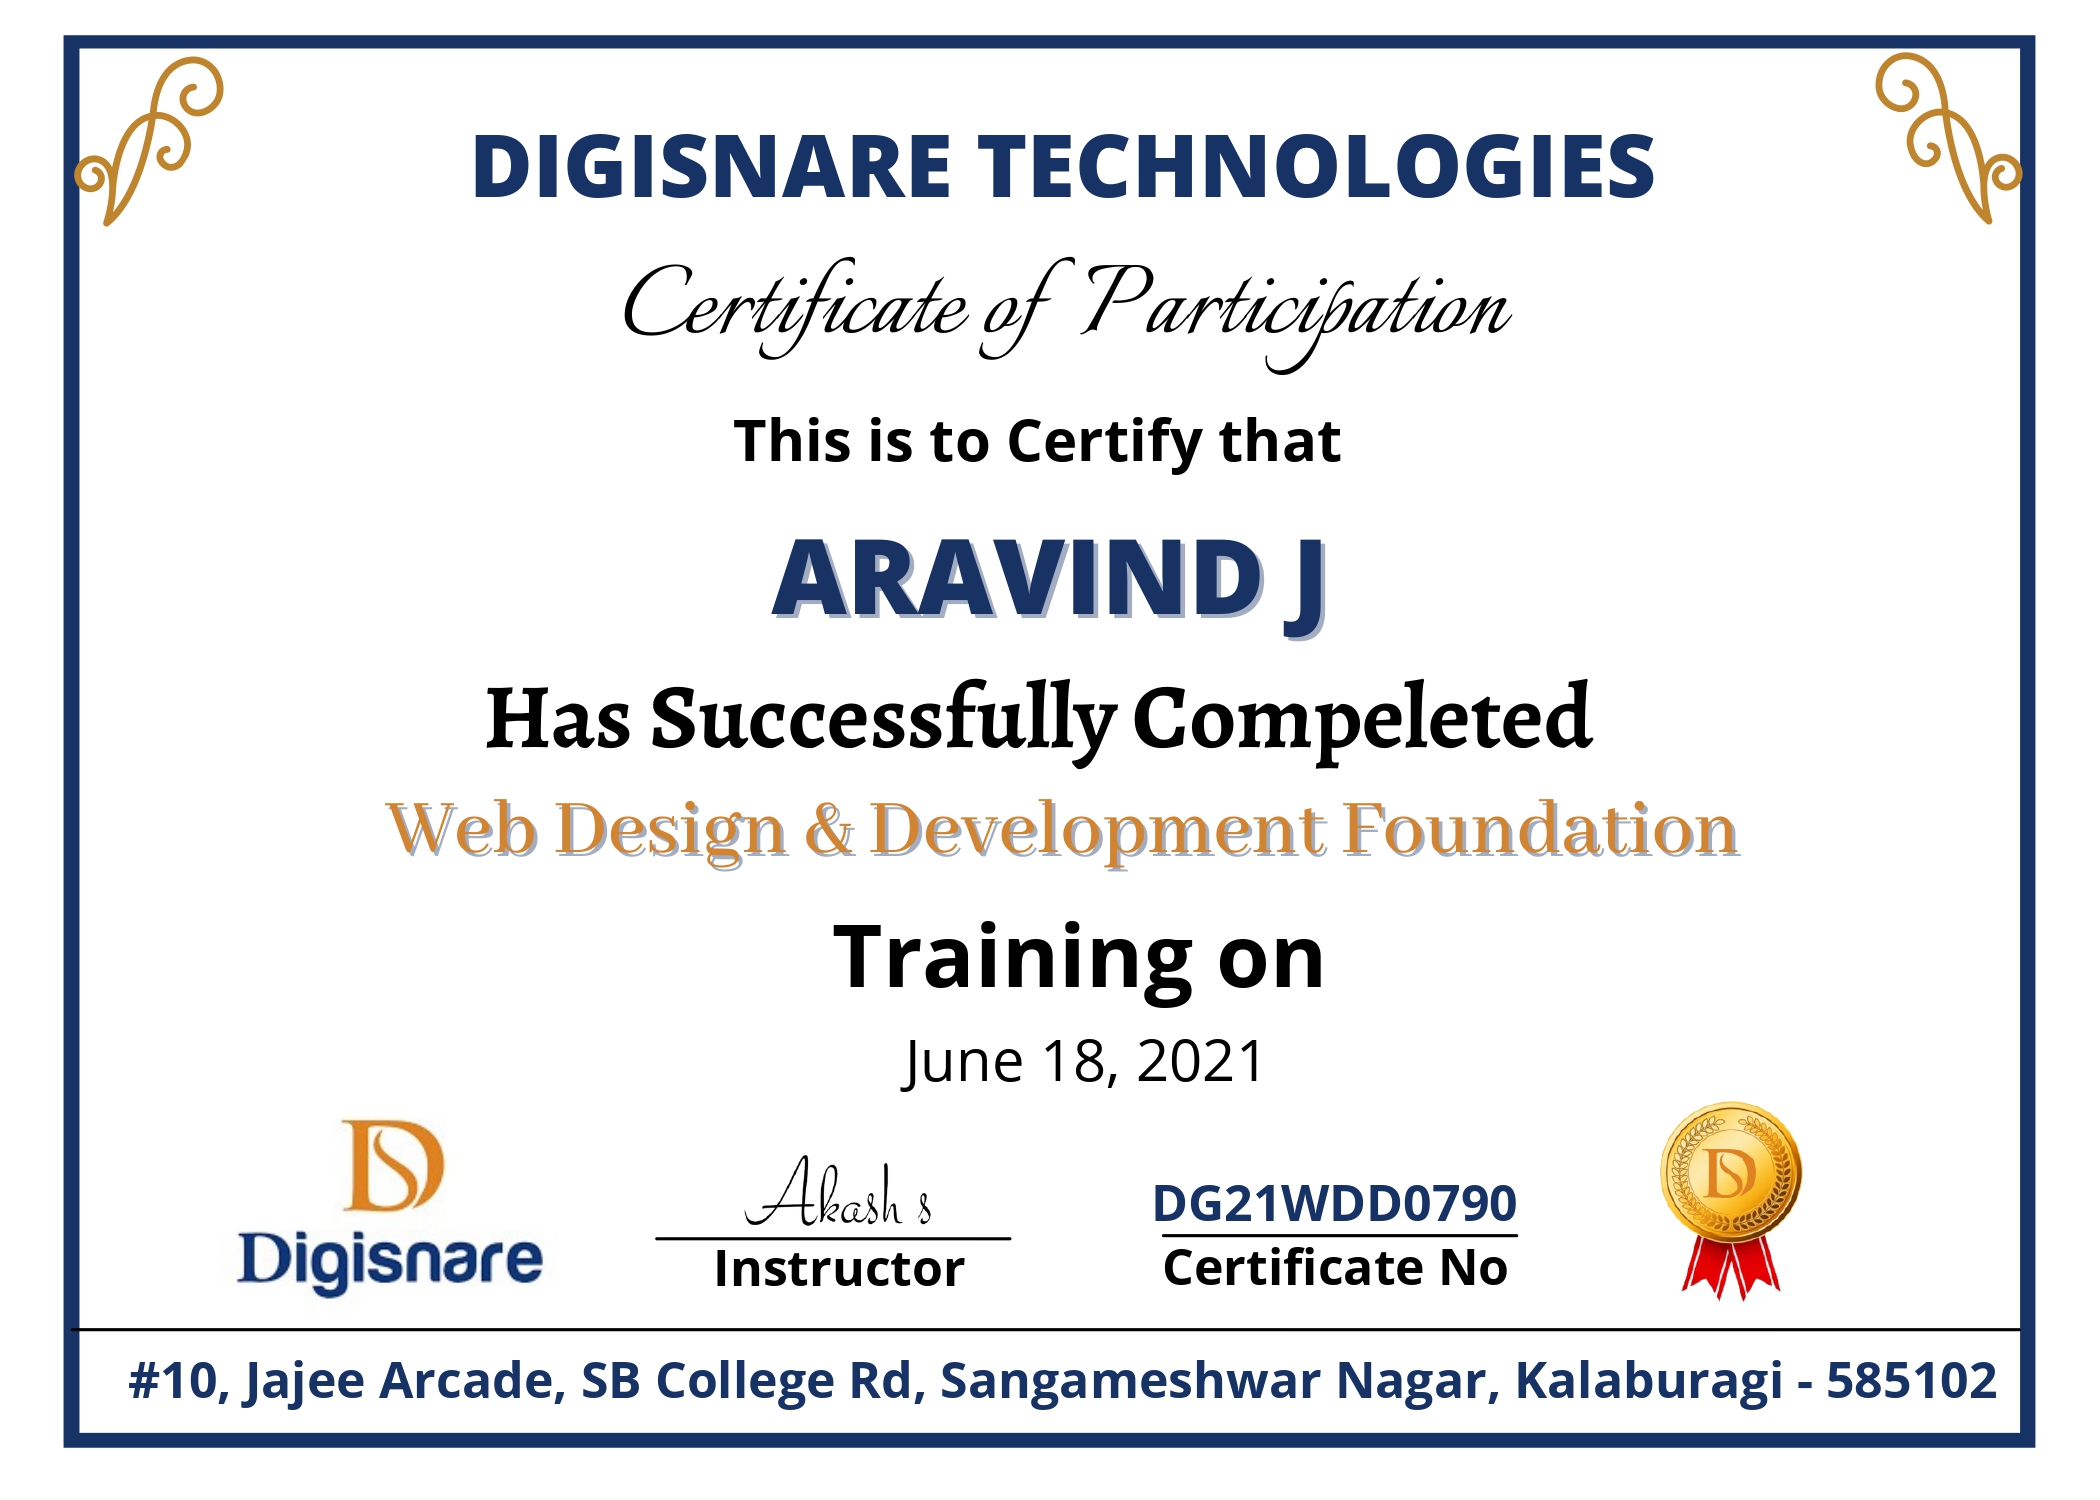 DIGISNARE TECHNOLOGIES
Certificate of Participation
This is to Certify that
ARAVIND J
Has Successfully Compeleted
Web Design & Development Foundation
Training on
June 18, 2021
Digisnare
Akash s
Instructor
DG21WDD0790
Certificate No
#10, Jajee Arcade, SB College Rd, Sangameshwar Nagar, Kalaburagi - 585102